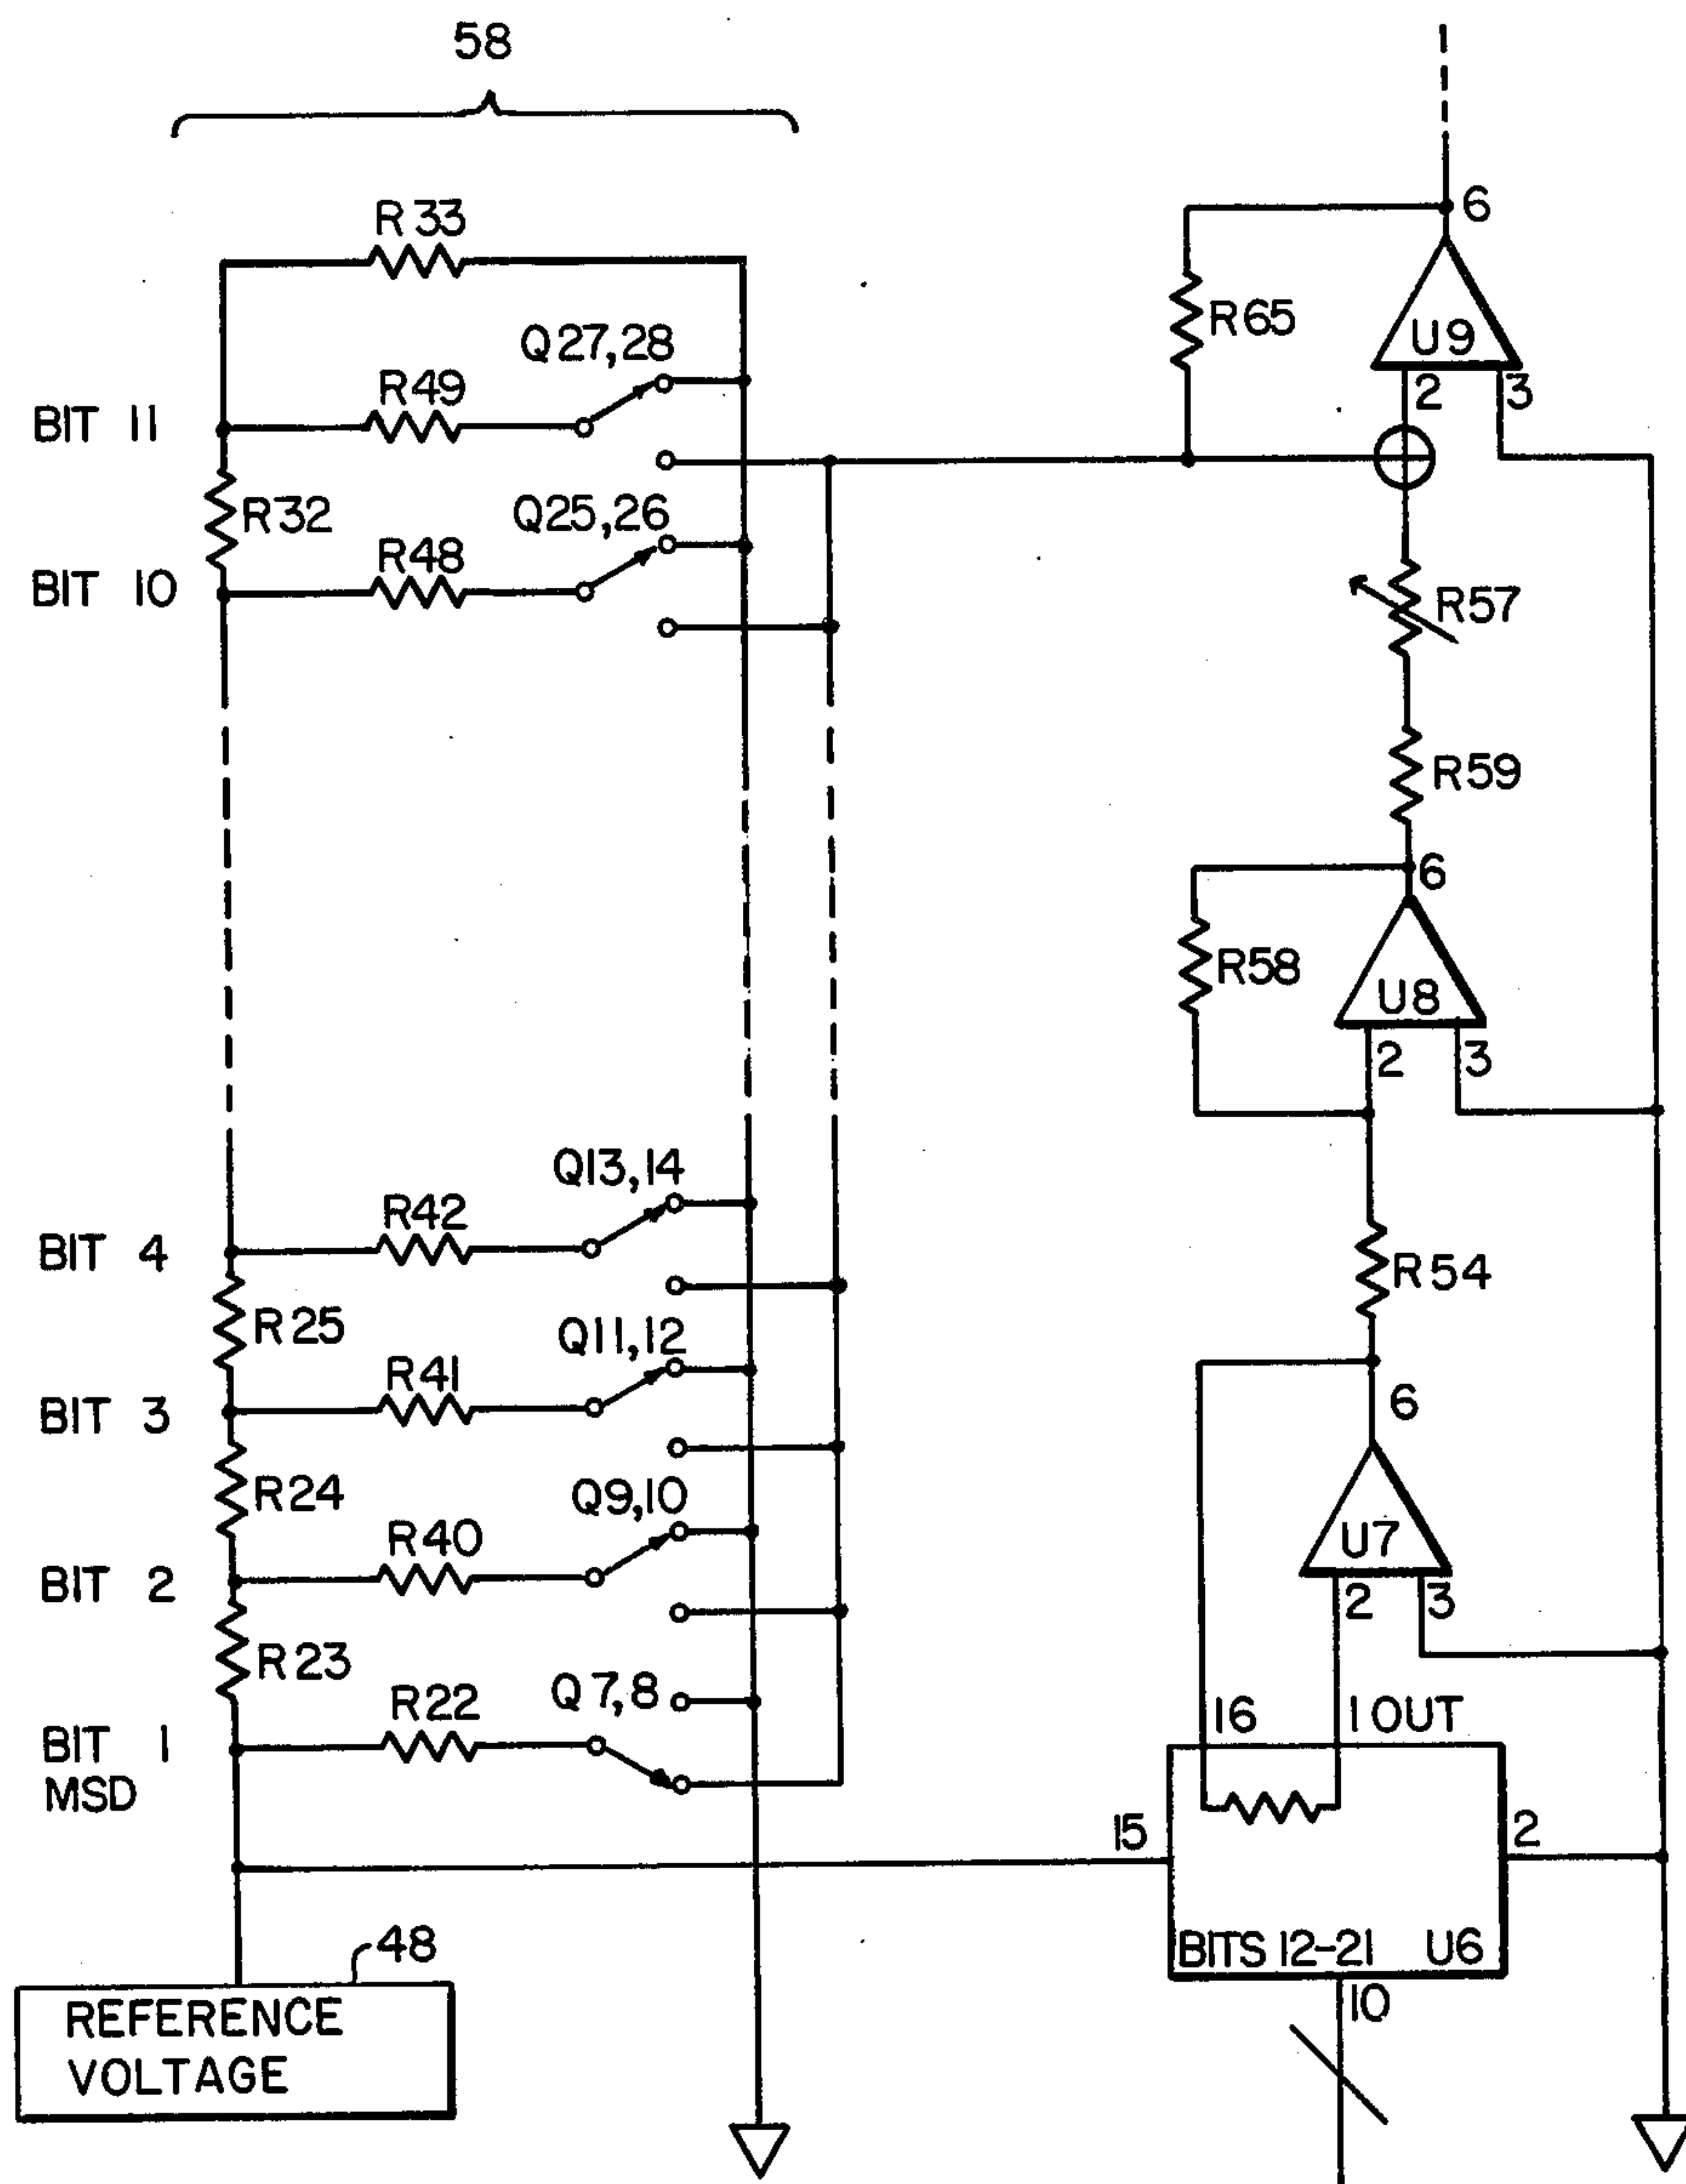 58
R 33
6
R65
U9
Q27,28
R49
2
3
BIT 11
R32
Q25,26
R48
BIT 10
R57
R59
6
R58
U8
2
3
Q13,14
R42
BIT 4
R54
R25
Q11,12
R41
BIT 3
6
R24
Q9,10
R40
U7
BIT 2
2
3
R23
Q7,8
R22
16
1 OUT
BIT 1
MSD
15
2
48
BITS 12-21 U6
10
REFERENCE
VOLTAGE